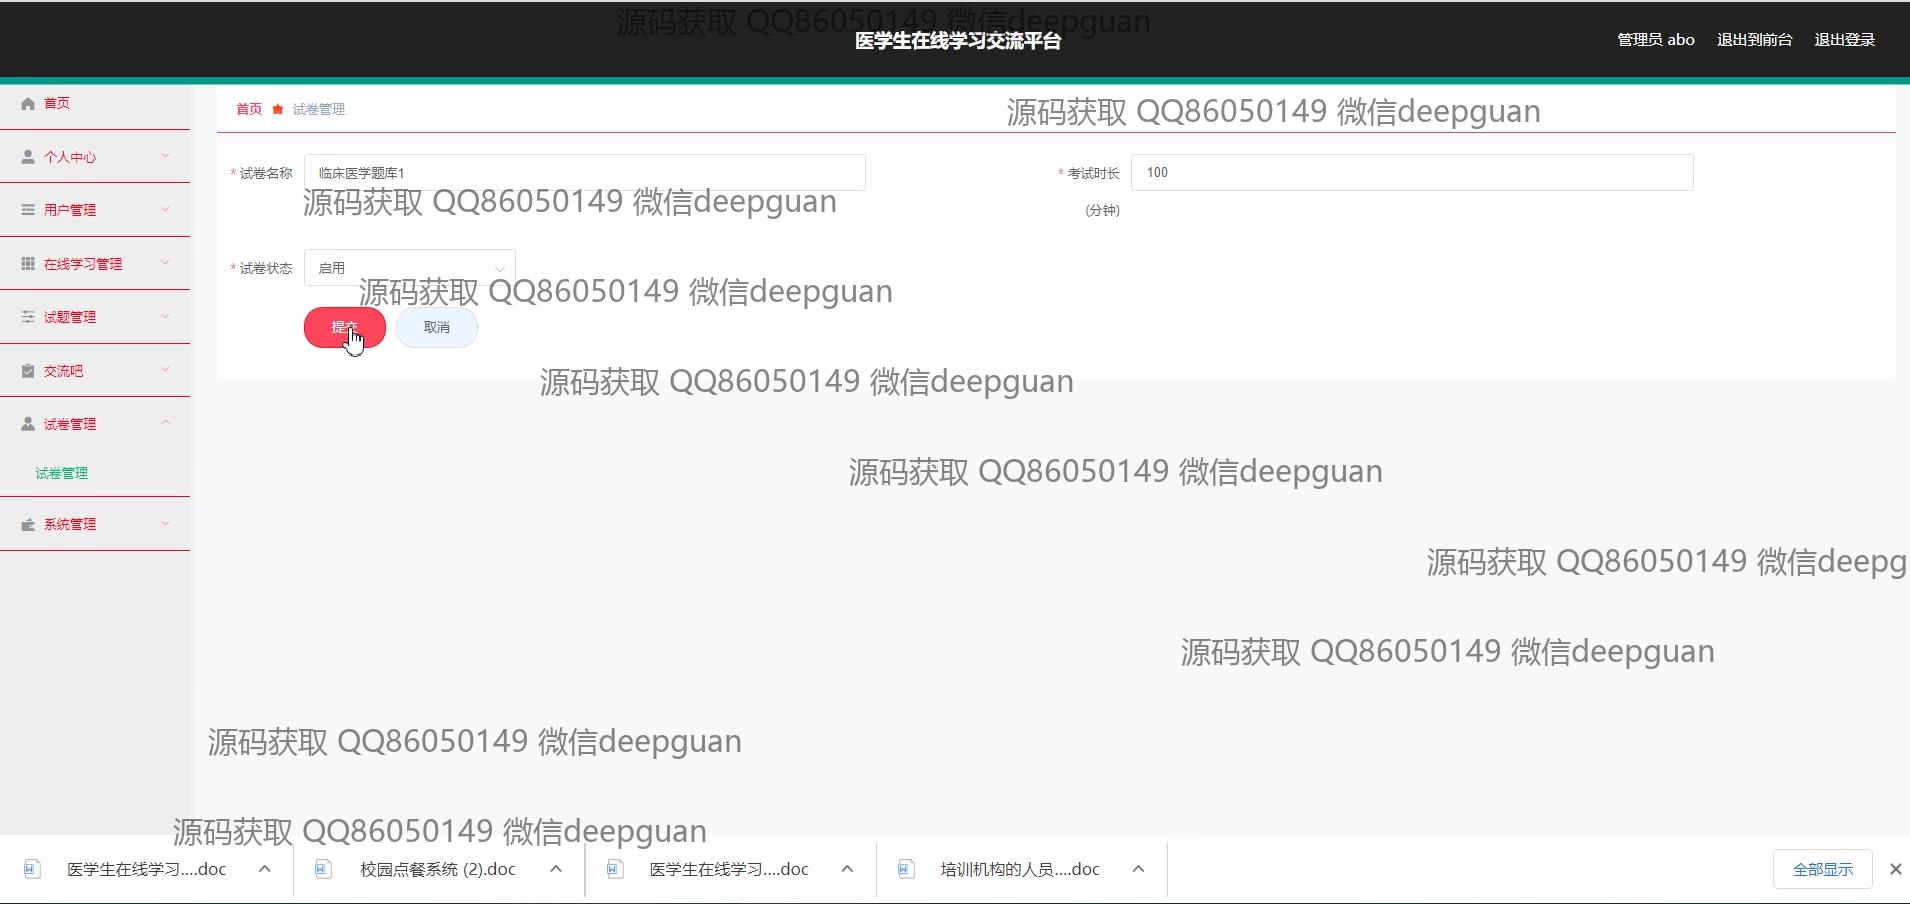 源码获取 QQ86050149 微信deepguan
医学生在线学习交流平台
管理员 abo 退出到前台 退出登录
首页
首页 试卷管理
源码获取 QQ86050149 微信deepguan
个人中心
* 试卷名称 临床医学题库1
* 考试时长 100
(分钟)
源码获取 QQ86050149 微信deepguan
用户管理
在线学习管理
* 试卷状态 启用
源码获取 QQ86050149 微信deepguan
试题管理
提交 取消
交流吧
源码获取 QQ86050149 微信deepguan
试卷管理
试卷管理
源码获取 QQ86050149 微信deepguan
系统管理
源码获取 QQ86050149 微信deepg
源码获取 QQ86050149 微信deepguan
源码获取 QQ86050149 微信deepguan
源码获取 QQ86050149 微信deepguan
医学生在线学习....doc 校园点餐系统 (2).doc 医学生在线学习....doc 培训机构的人员....doc 全部显示